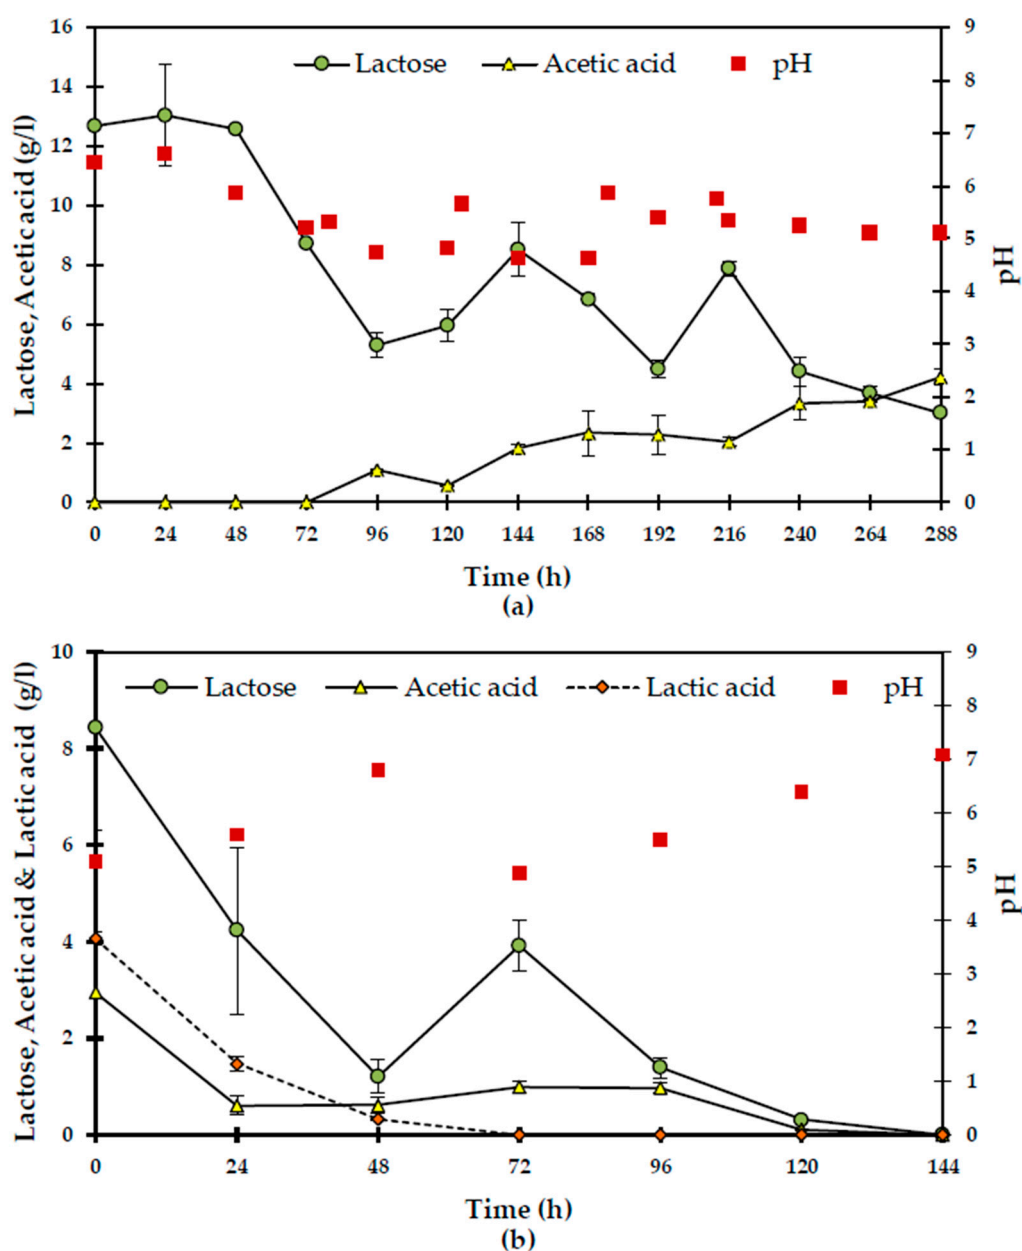 16
14
12
10
8
6
4
2
0
Lactose, Acetic acid (g/l)
Lactose Acetic acid pH
9
8
7
6
5
4
3
2
1
0
pH
0 24 48 72 96 120 144 168 192 216 240 264 288
Time (h)
(a)
10
8
6
4
2
0
Lactose, Acetic acid & Lactic acid (g/l)
Lactose Acetic acid Lactic acid pH
9
8
7
6
5
4
3
2
1
0
pH
0 24 48 72 96 120 144
Time (h)
(b)